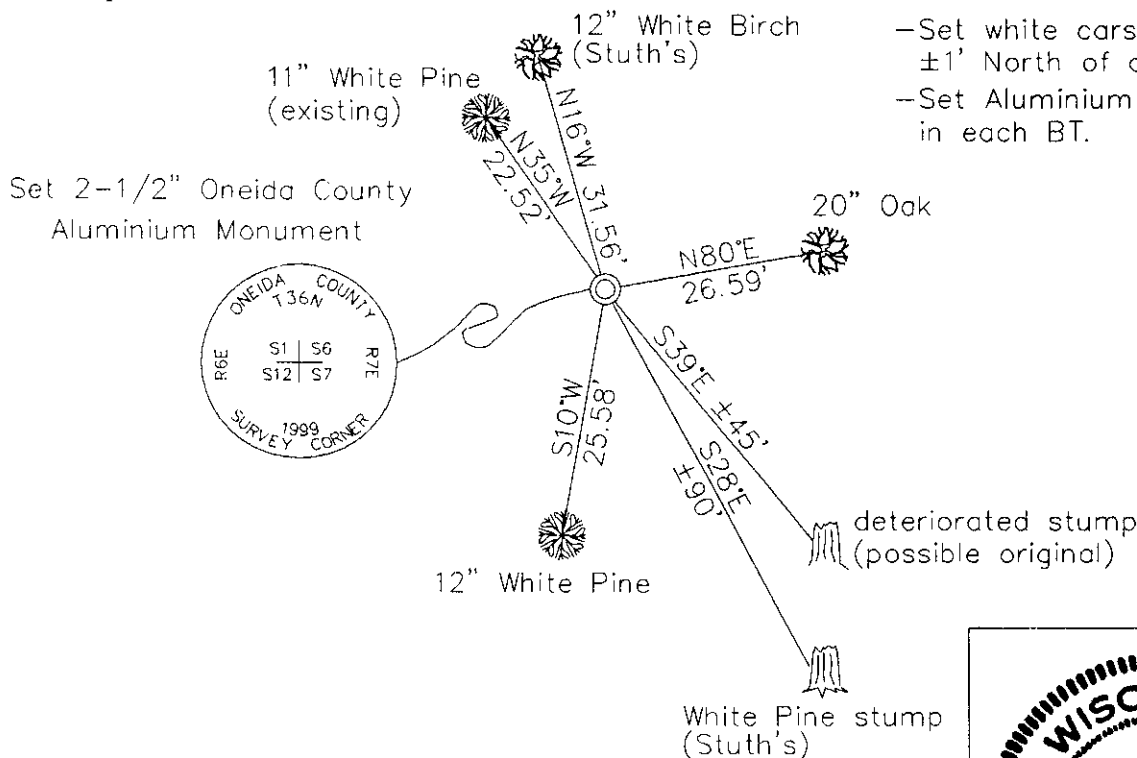 12" White Birch
(Stuth's)
—Set white cars
±1' North of
—Set Aluminium
in each BT.
11" White Pine
(existing)
N16°W 31.56'
N35°W
22.52'
Set 2-1/2" Oneida County
Aluminium Monument
20" Oak
N80°E
26.59'
ONEIDA COUNTY
T36N
R6E
S1 S6
R7E
S12 S7
1999
SURVEY CORNER
S10°W
25.58'
S39°E ±45'
S28°E
±90'
deteriorated stump
(possible original)
12" White Pine
White Pine stump
(Stuth's)
WISCO